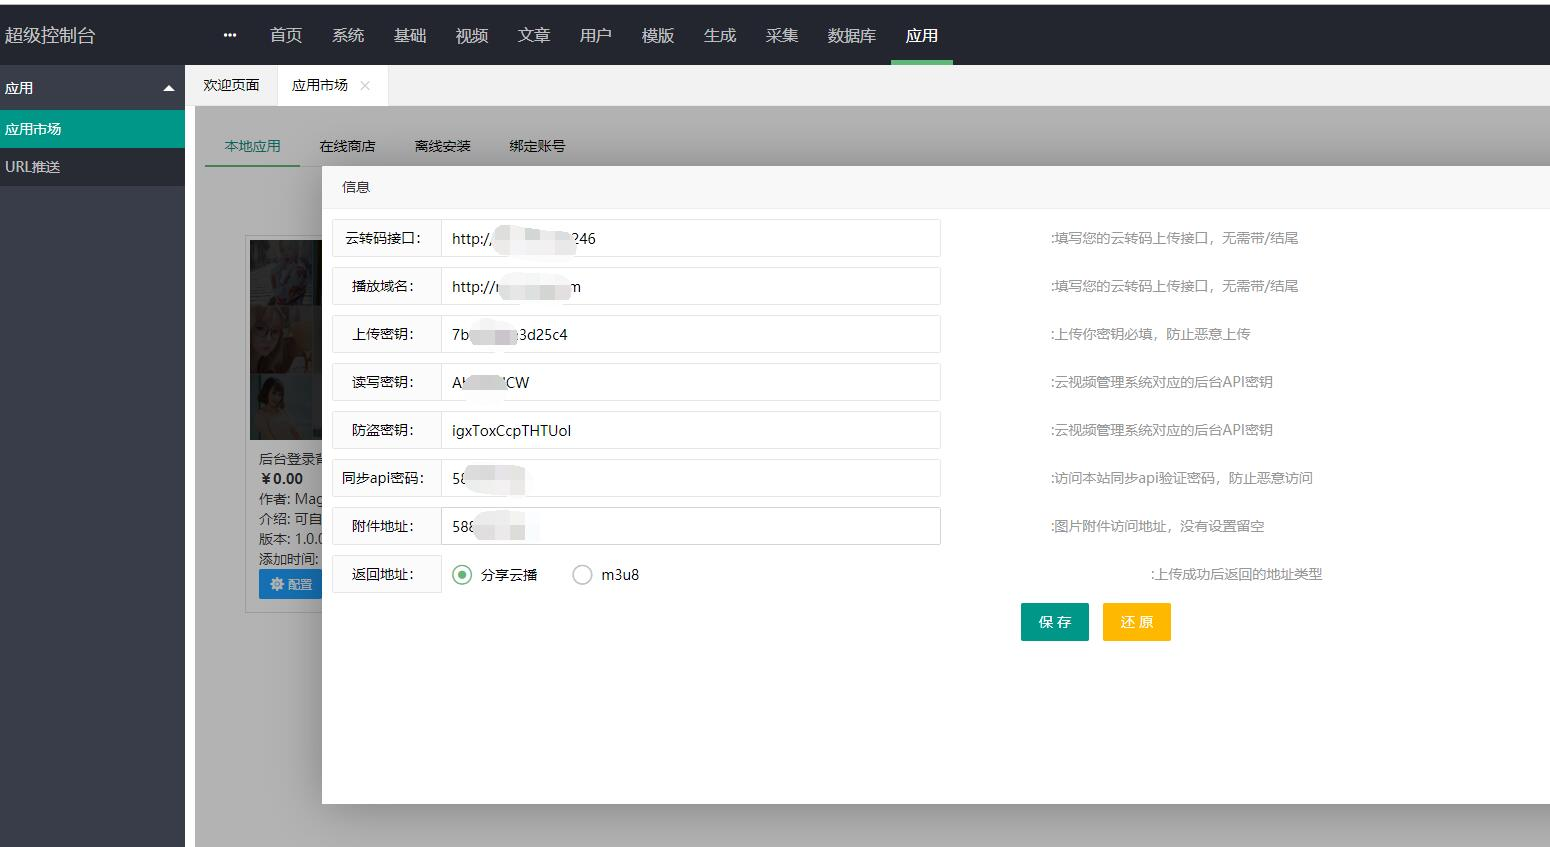 超级控制台
首页 系统 基础 视频 文章 用户 模版 生成 采集 数据库 应用
应用
应用市场
URL推送
欢迎页面 应用市场
本地应用 在线商店 离线安装 绑定账号
信息
云转码接口： http:/ 246 :填写您的云转码上传接口，无需带/结尾
播放域名： http:// m :填写您的云转码上传接口，无需带/结尾
上传密钥： 7b 3d25c4 :上传你密钥必填，防止恶意上传
读写密钥： CW :云视频管理系统对应的后台API密钥
防盗密钥： igxToxCcpTHTUoI :云视频管理系统对应的后台API密钥
同步api密码： 58 :访问本站同步api验证密码，防止恶意访问
附件地址： 588 :图片附件访问地址，没有设置留空
返回地址： 分享云播 m3u8 :上传成功后返回的地址类型
保存 还原
后台登录
￥0.00
作者: Mag
介绍: 可自
版本: 1.0.0
添加时间:
配置